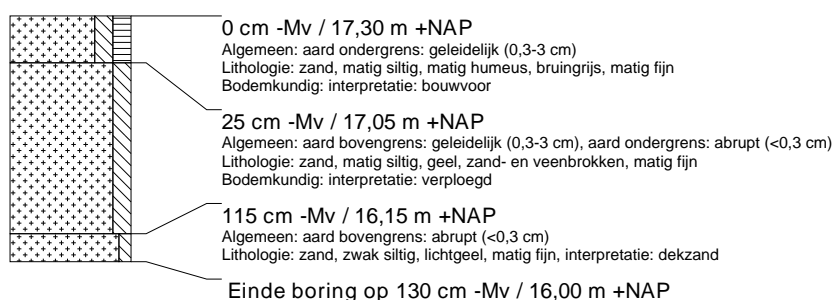 0 cm -Mv / 17,30 m +NAP
Algemeen: aard ondergrens: geleidelijk (0,3-3 cm)
Lithologie: zand, matig siltig, matig humeus, bruingrijs, matig fijn
Bodemkundig: interpretatie: bouwvoor
25 cm -Mv / 17,05 m +NAP
Algemeen: aard bovengrens: geleidelijk (0,3-3 cm), aard ondergrens: abrupt (<0,3 cm)
Lithologie: zand, matig siltig, geel, zand- en veenbrokken, matig fijn
Bodemkundig: interpretatie: verploegd
115 cm -Mv / 16,15 m +NAP
Algemeen: aard bovengrens: abrupt (<0,3 cm)
Lithologie: zand, zwak siltig, lichtgeel, matig fijn, interpretatie: dekzand
Einde boring op 130 cm -Mv / 16,00 m +NAP